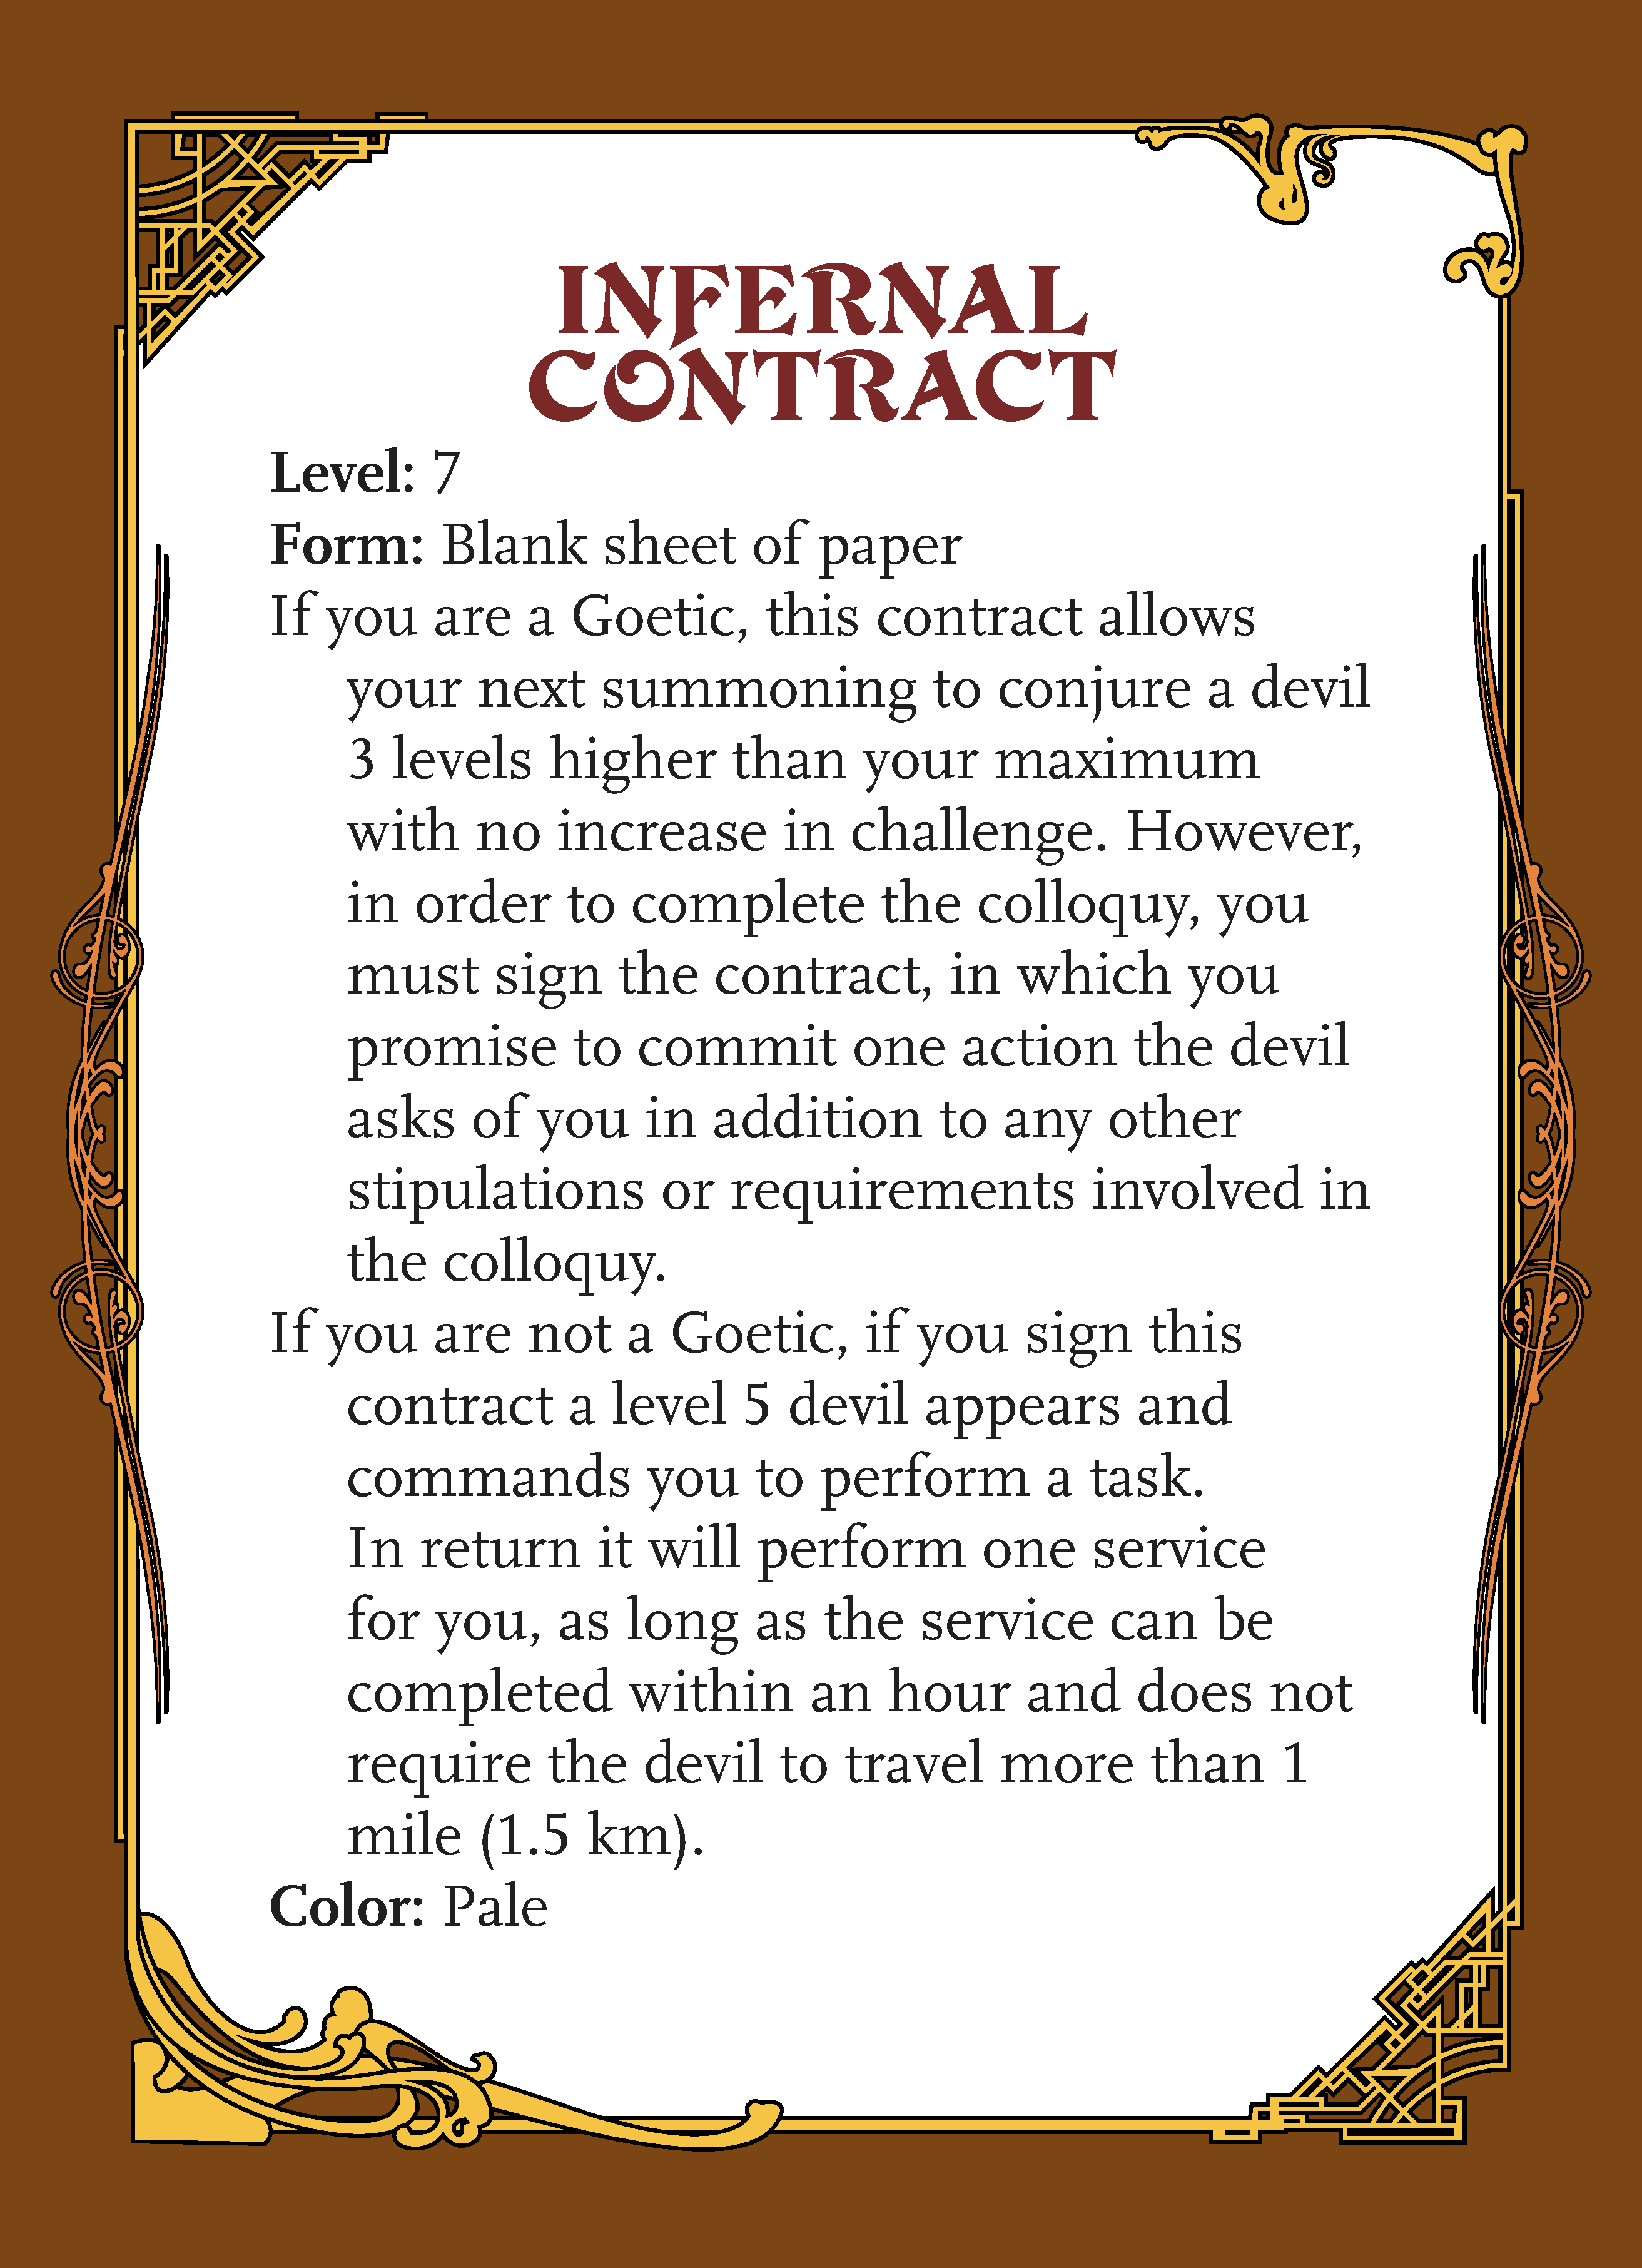 INFERNAL
CONTRACT
Level: 7
Form: Blank sheet of paper
If you are a Goetic, this contract allows
your next summoning to conjure a devil
3 levels higher than your maximum
with no increase in challenge. However,
in order to complete the colloquy, you
must sign the contract, in which you
promise to commit one action the devil
asks of you in addition to any other
stipulations or requirements involved in
the colloquy.
If you are not a Goetic, if you sign this
contract a level 5 devil appears and
commands you to perform a task.
In return it will perform one service
for you, as long as the service can be
completed within an hour and does not
require the devil to travel more than 1
mile (1.5 km).
Color: Pale